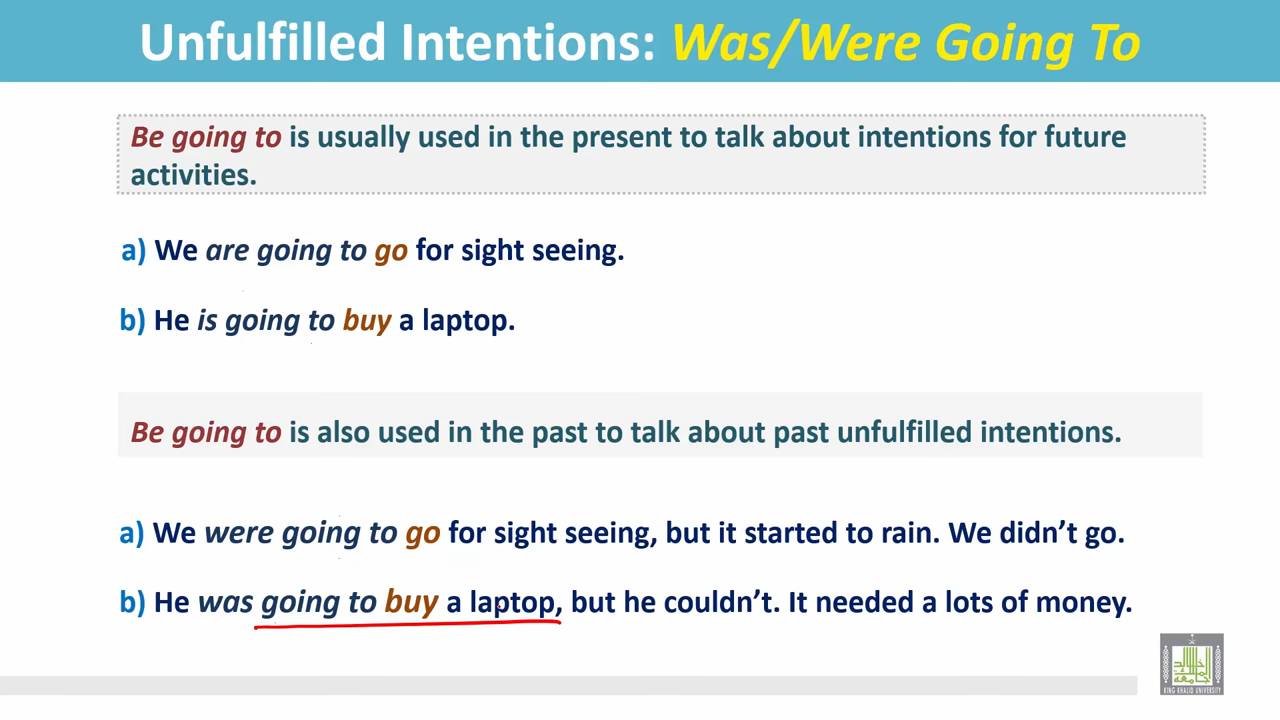 Unfulfilled Intentions: Was/Were Going To
Be going to is usually used in the present to talk about intentions for future
activities.
a) We are going to go for sight seeing.
b) He is going to buy a laptop.
Be going to is also used in the past to talk about past unfulfilled intentions.
a) We were going to go for sight seeing, but it started to rain. We didn’t go.
b) He was going to buy a laptop, but he couldn’t. It needed a lots of money.
KING KHALID UNIVERSITY